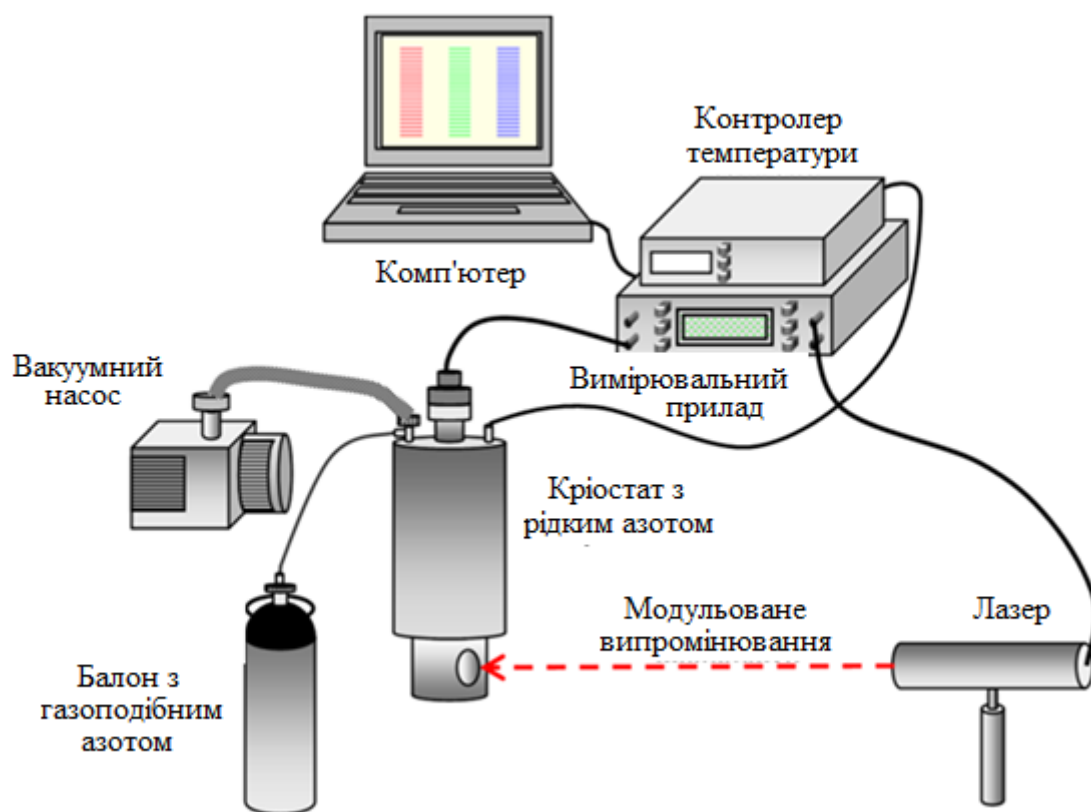 Контролер
температури
Комп'ютер
Вакуумний
насос
Вимірювальний
прилад
Кріостат з
рідким азотом
Модульоване
випромінювання
Лазер
Балон з
газоподібним
азотом